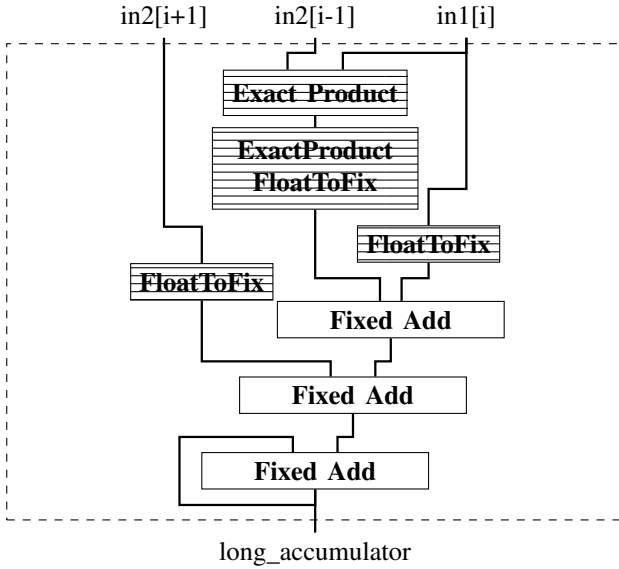 in2[i+1] in2[i-1] in1[i]
Exact Product
ExactProduct
FloatToFix
FloatToFix
FloatToFix
Fixed Add
Fixed Add
Fixed Add
long_accumulator